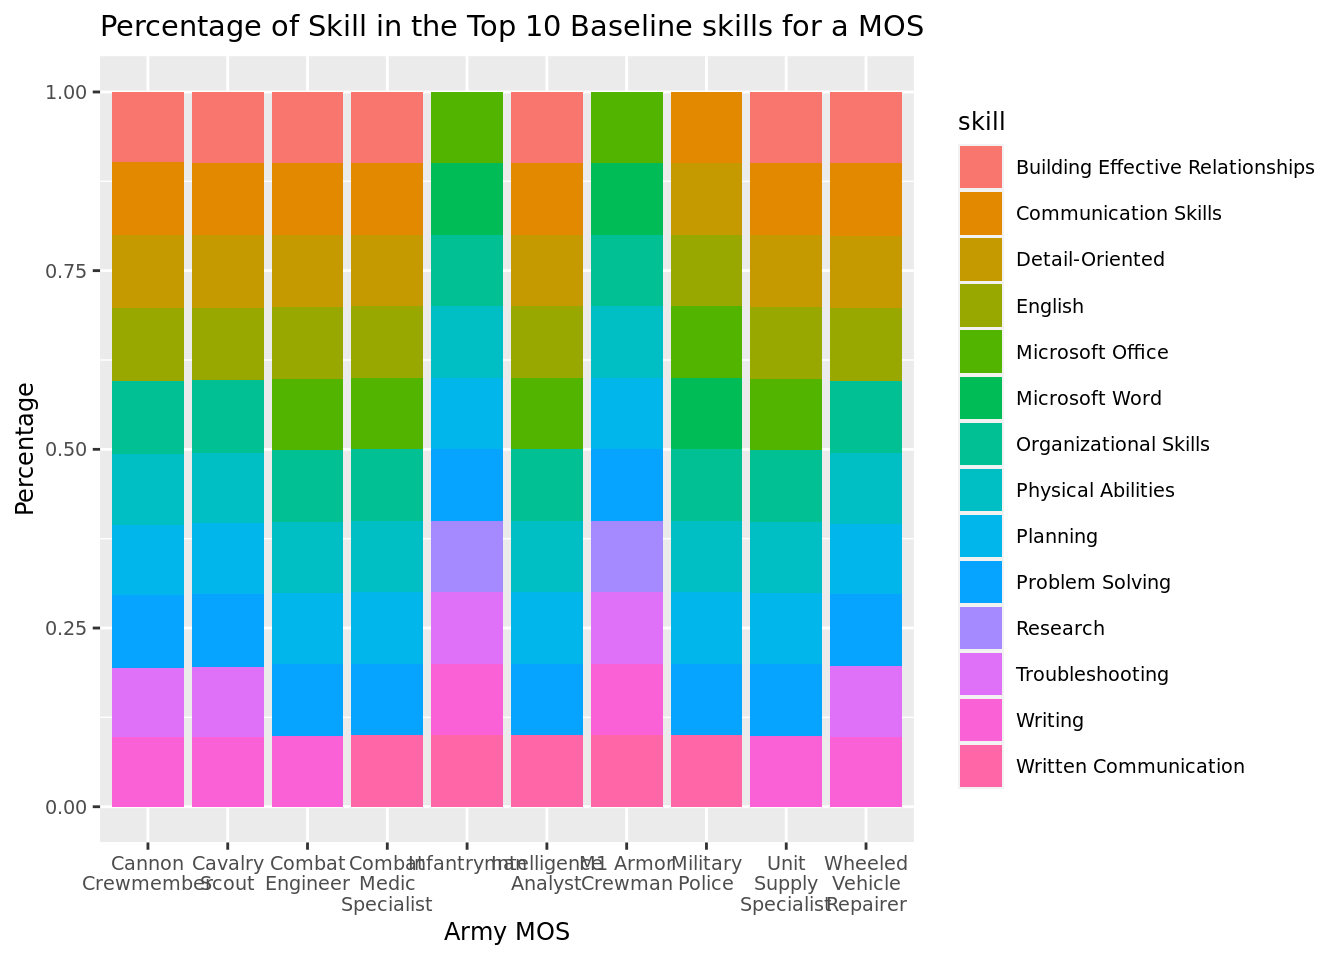 Percentage of Skill in the Top 10 Baseline skills for a MOS
Percentage
1.00
0.75
0.50
0.25
0.00
Cannon
Crewmember
Cavalry
Scout
Combat
Engineer
Combat
Medic
Specialist
Infantryman
Intelligence
Analyst
M1 Armor
Crewman
Military
Police
Unit
Supply
Specialist
Wheeled
Vehicle
Repairer
Army MOS
skill
Building Effective Relationships
Communication Skills
Detail-Oriented
English
Microsoft Office
Microsoft Word
Organizational Skills
Physical Abilities
Planning
Problem Solving
Research
Troubleshooting
Writing
Written Communication